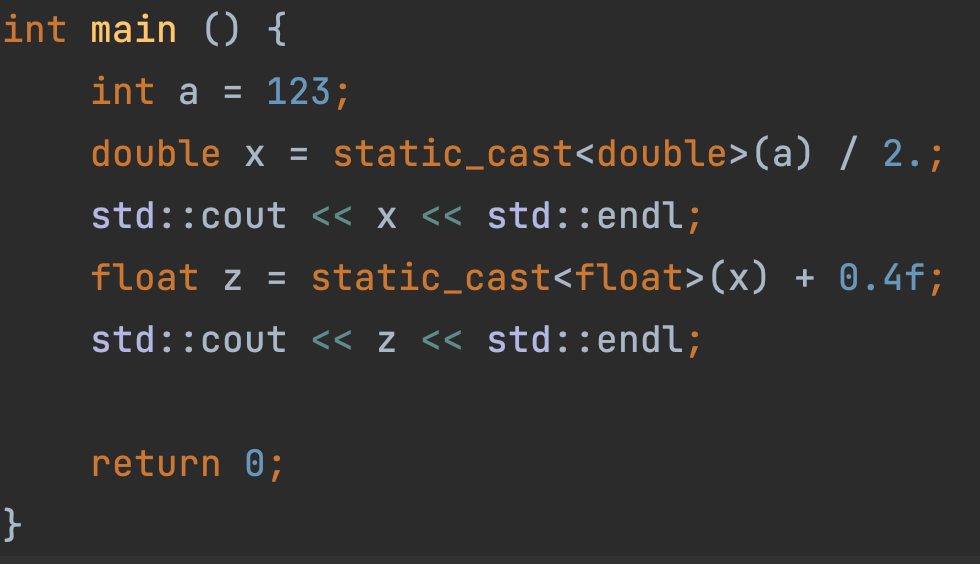 int main () {
    int a = 123;
    double x = static_cast<double>(a) / 2.;
    std::cout << x << std::endl;
    float z = static_cast<float>(x) + 0.4f;
    std::cout << z << std::endl;

    return 0;
}